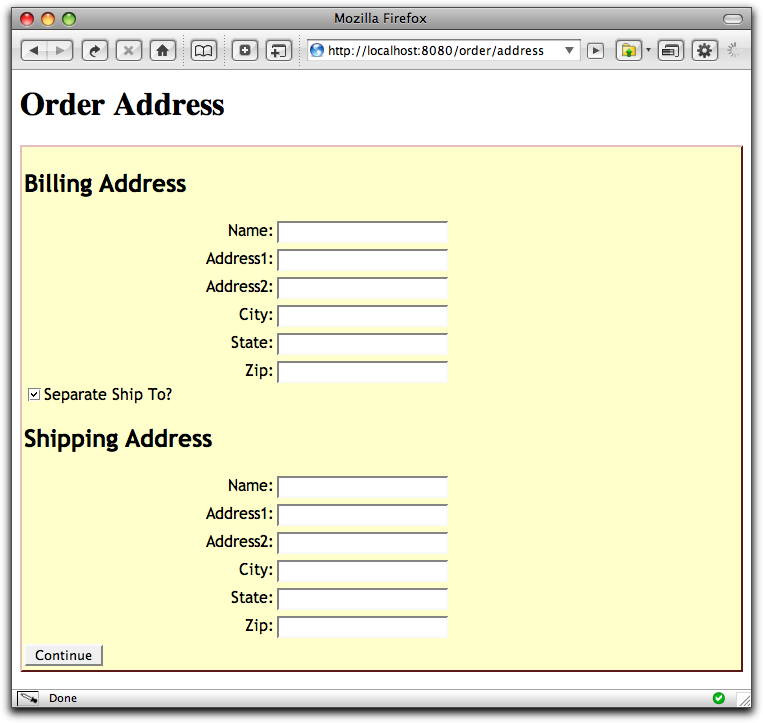 Mozilla Firefox
http://localhost:8080/order/address
Order Address
Billing Address
Name:
Address1:
Address2:
City:
State:
Zip:
Separate Ship To?
Shipping Address
Name:
Address1:
Address2:
City:
State:
Zip:
Continue
Done